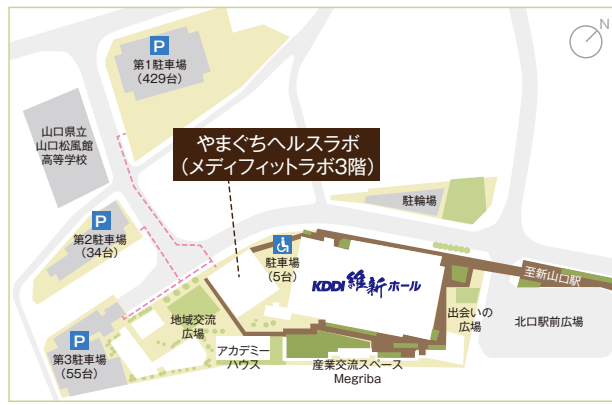 N
P
第1駐車場
(429台)
山口県立
山口松風館
高等学校
やまぐちヘルスラボ
(メディフィットラボ3階)
駐輪場
P
第2駐車場
(34台)
駐車場
(5台)
KDDI 維新ホール
至新山口駅
地域交流
広場
出会いの
広場
北口駅前広場
P
第3駐車場
(55台)
アカデミー
ハウス
産業交流スペース
Megriba